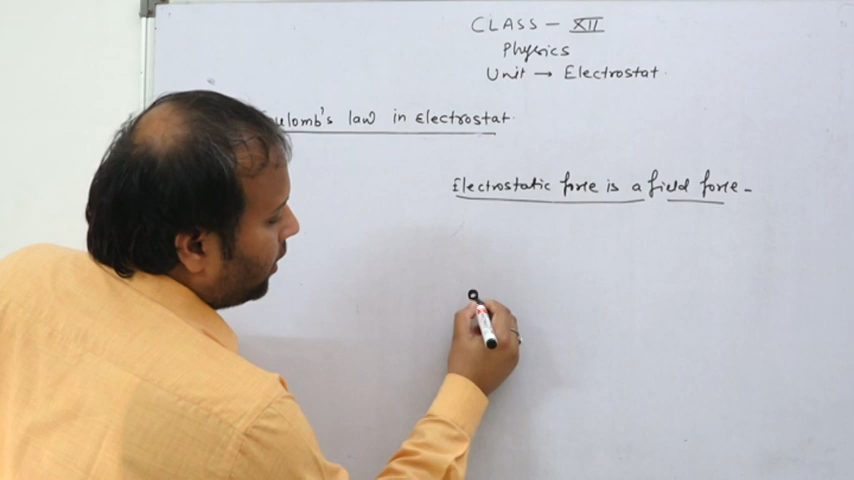 CLASS - XII
Physics
Unit → Electrostat.
ulomb's law in Electrostat.
Electrostatic force is a field force -